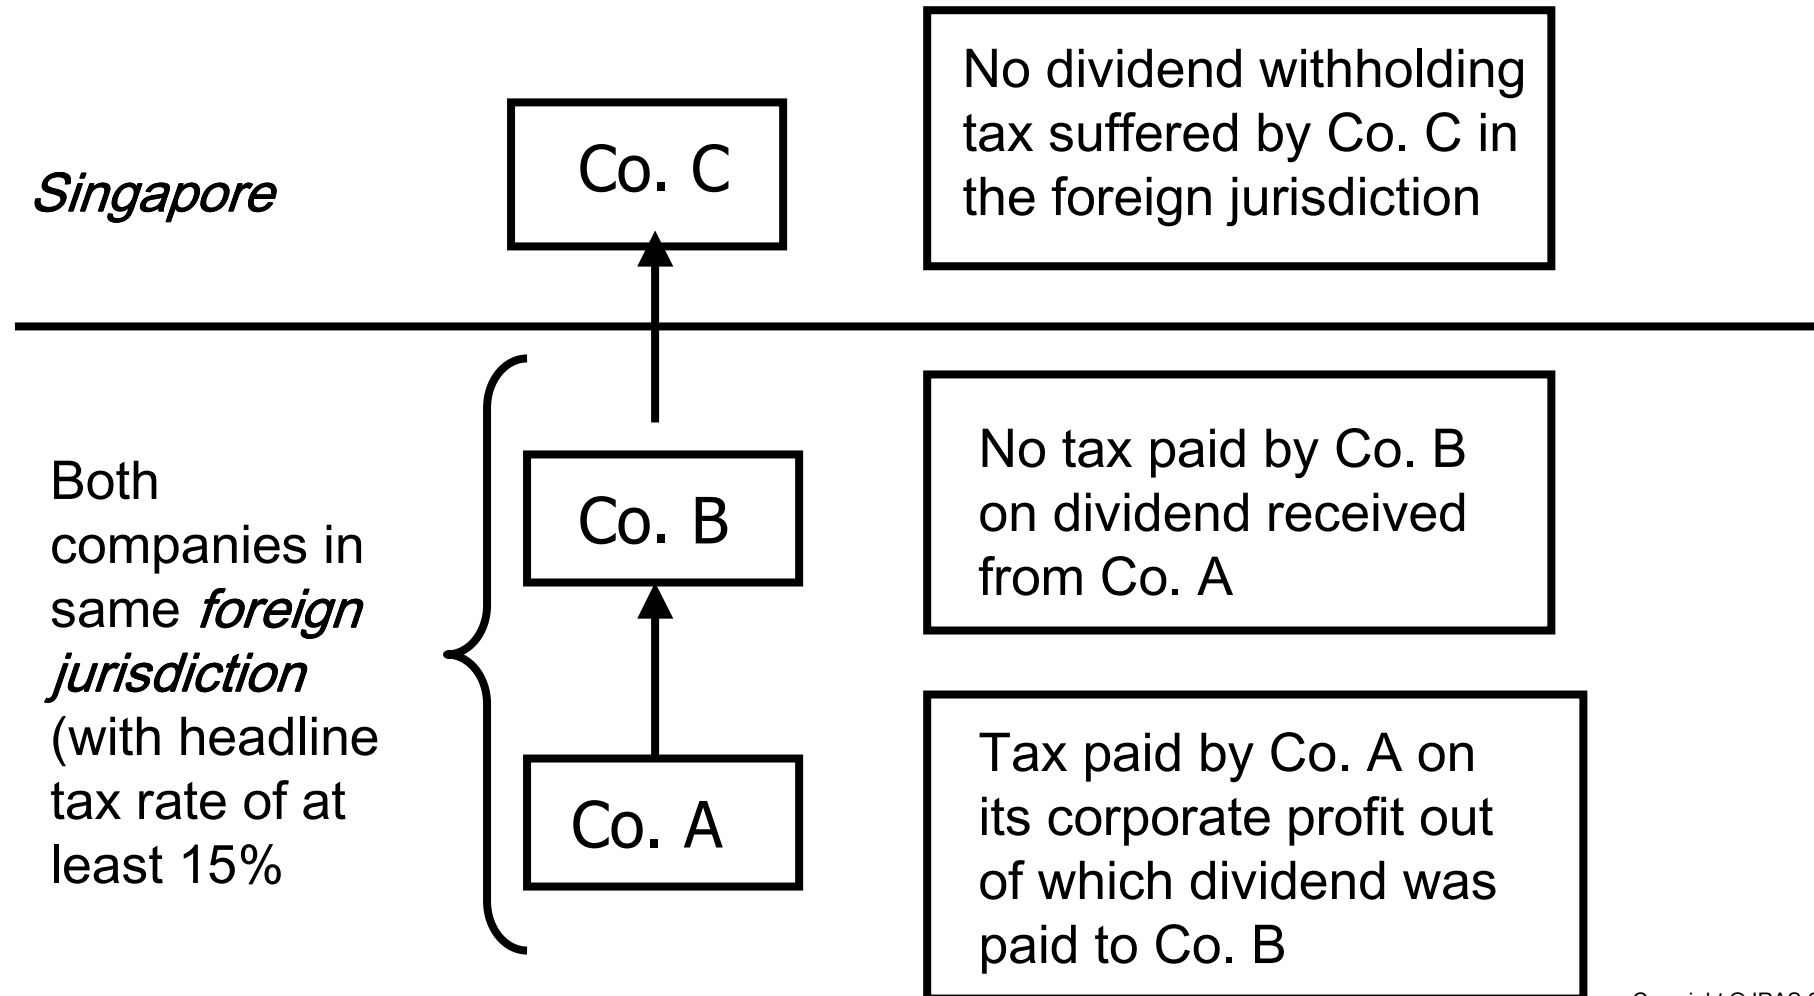 Singapore
Co. C
No dividend withholding
tax suffered by Co. C in
the foreign jurisdiction
Both
companies in
same foreign
jurisdiction
(with headline
tax rate of at
least 15%
Co. B
No tax paid by Co. B
on dividend received
from Co. A
Co. A
Tax paid by Co. A on
its corporate profit out
of which dividend was
paid to Co. B